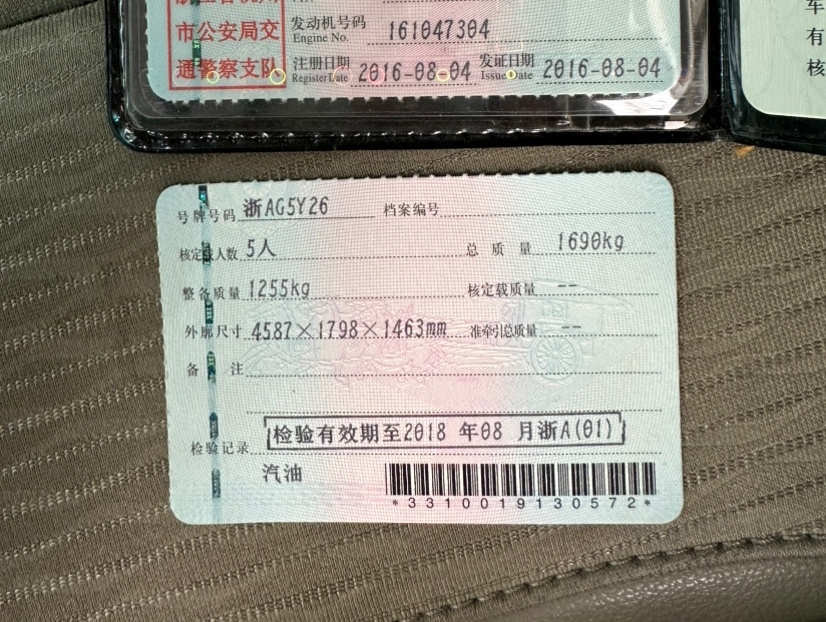 市公安局交
通警察支队
发动机号码 161047304
Engine No.
注册日期 2016-08-04 发证日期 2016-08-04
Register Date Issue Date
车
有
核
号牌号码 浙AG5Y26 档案编号
核定载人数 5人 总质量 1690kg
整备质量 1255kg 核定载质量 --
外廓尺寸 4587×1798×1463mm 准牵引总质量 --
备注
检验记录 检验有效期至2018 年08 月浙A(01)
汽油
*3310019130572*